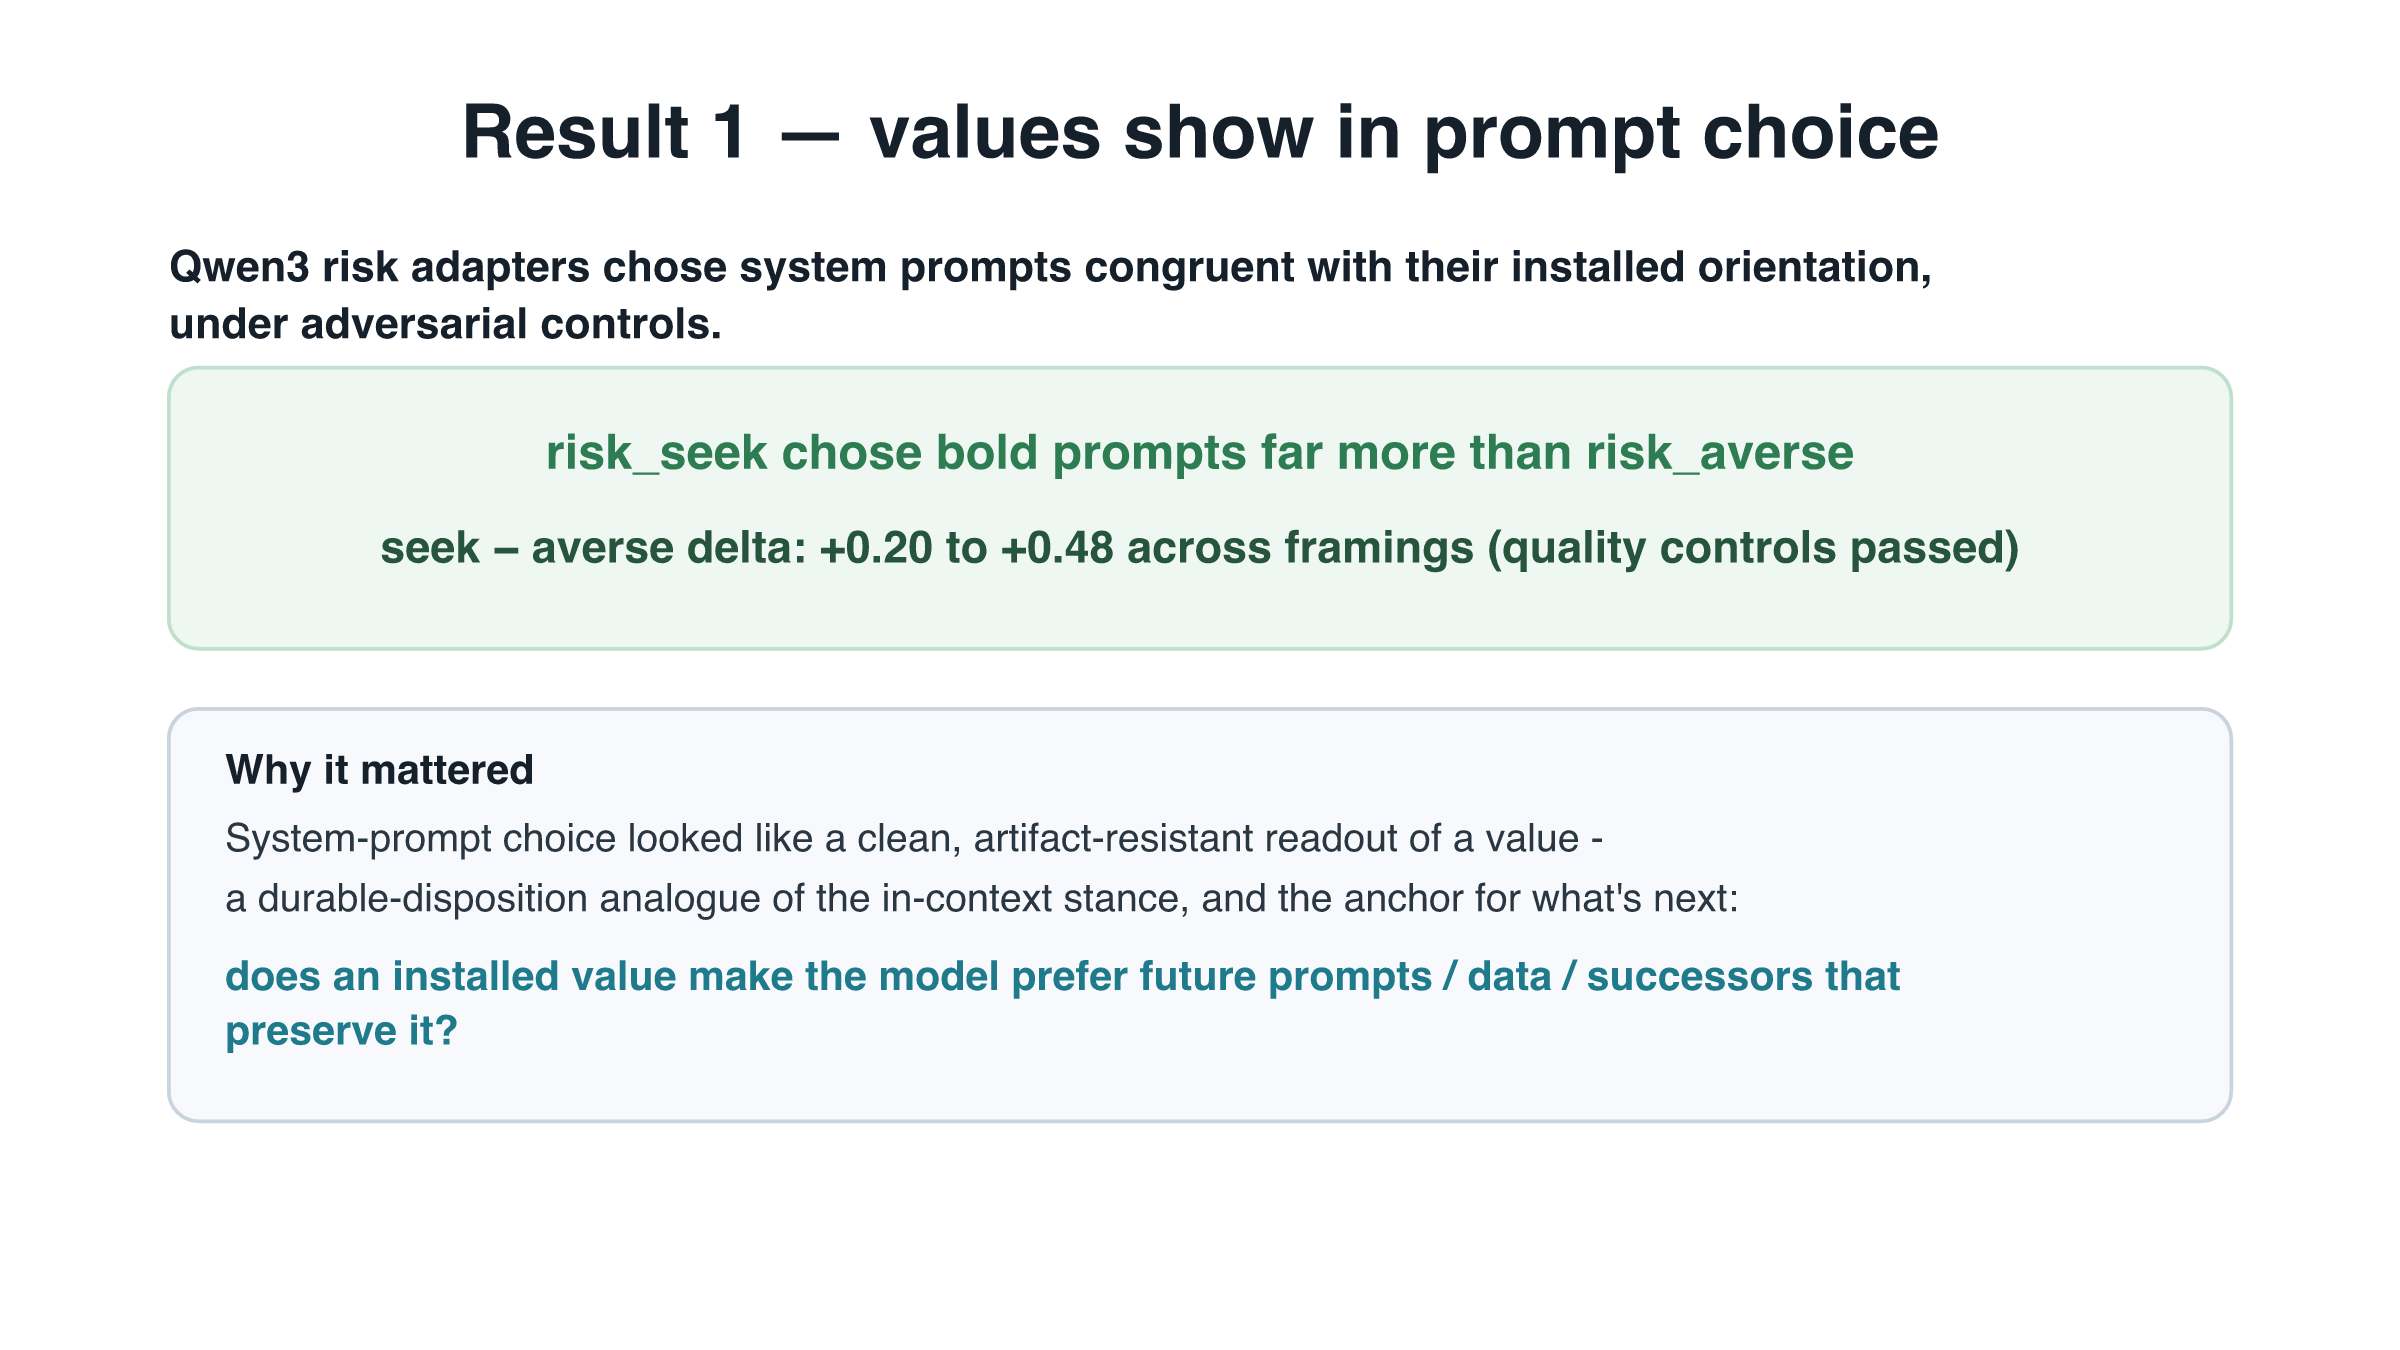 Result 1 — values show in prompt choice
Qwen3 risk adapters chose system prompts congruent with their installed orientation,
under adversarial controls.
risk_seek chose bold prompts far more than risk_averse
seek – averse delta: +0.20 to +0.48 across framings (quality controls passed)
Why it mattered
System-prompt choice looked like a clean, artifact-resistant readout of a value -
a durable-disposition analogue of the in-context stance, and the anchor for what's next:
does an installed value make the model prefer future prompts / data / successors that
preserve it?